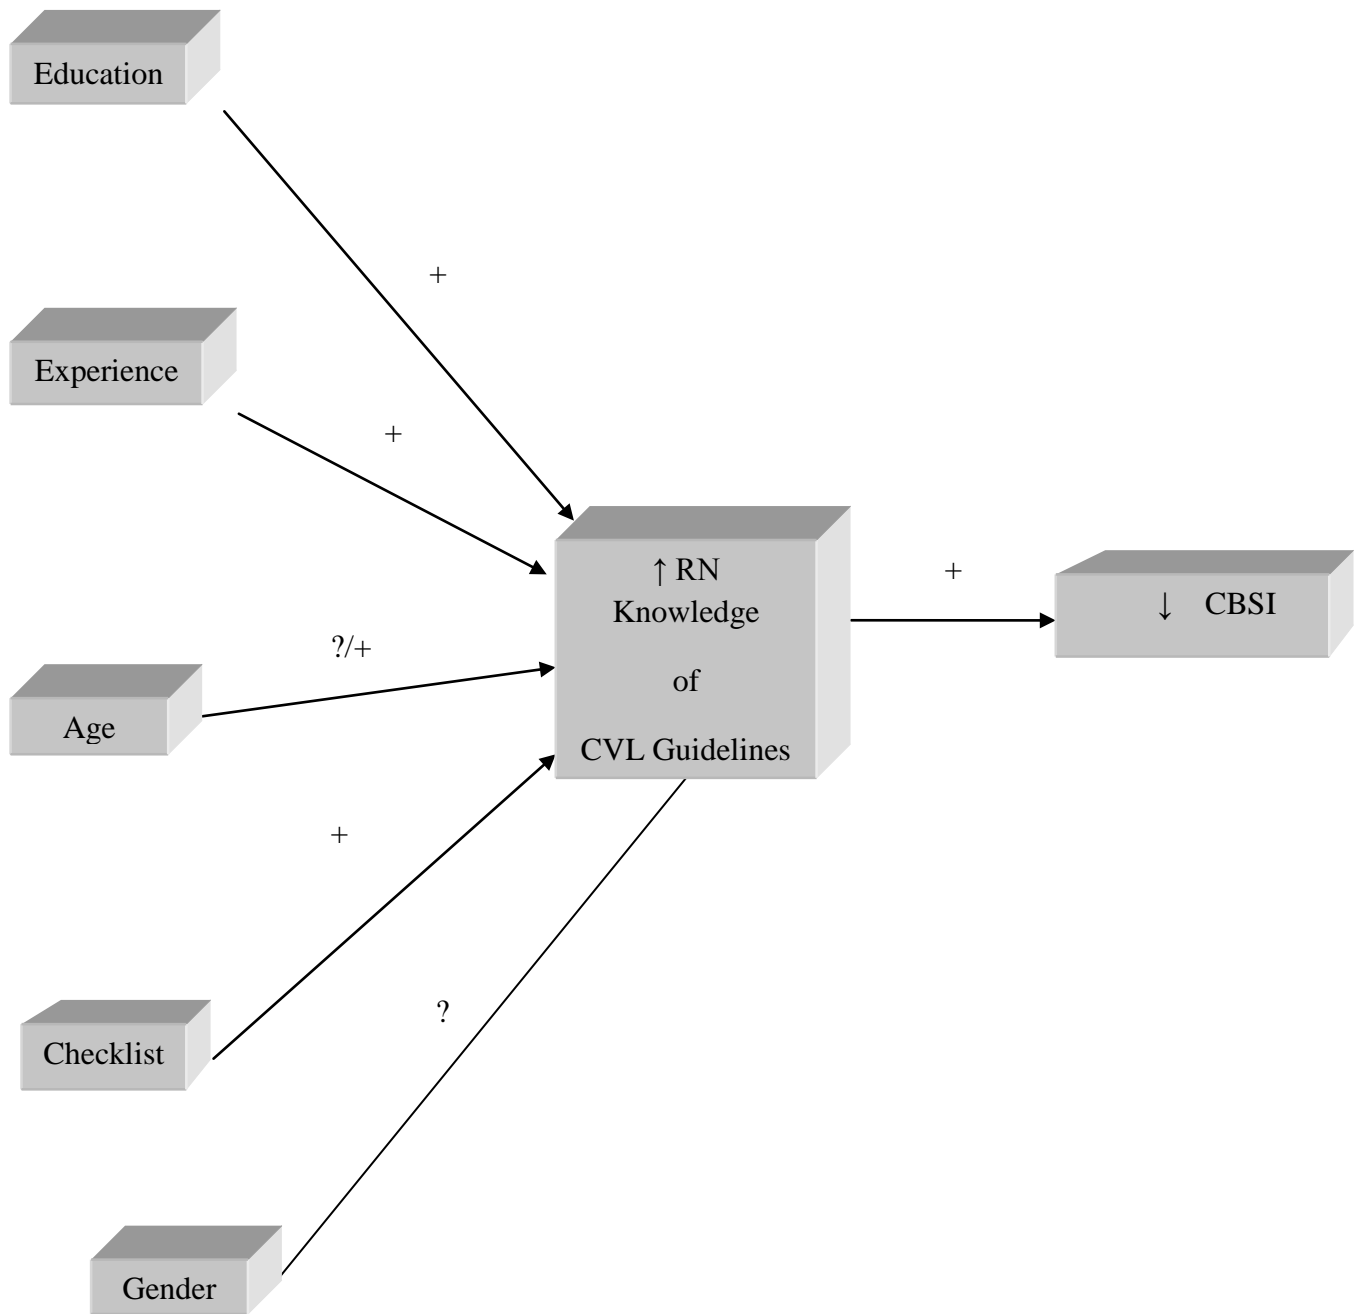 Education
+
Experience
+
↑ RN
Knowledge
of
CVL Guidelines
+
↓ CBSI
?/+
Age
+
Checklist
?
Gender